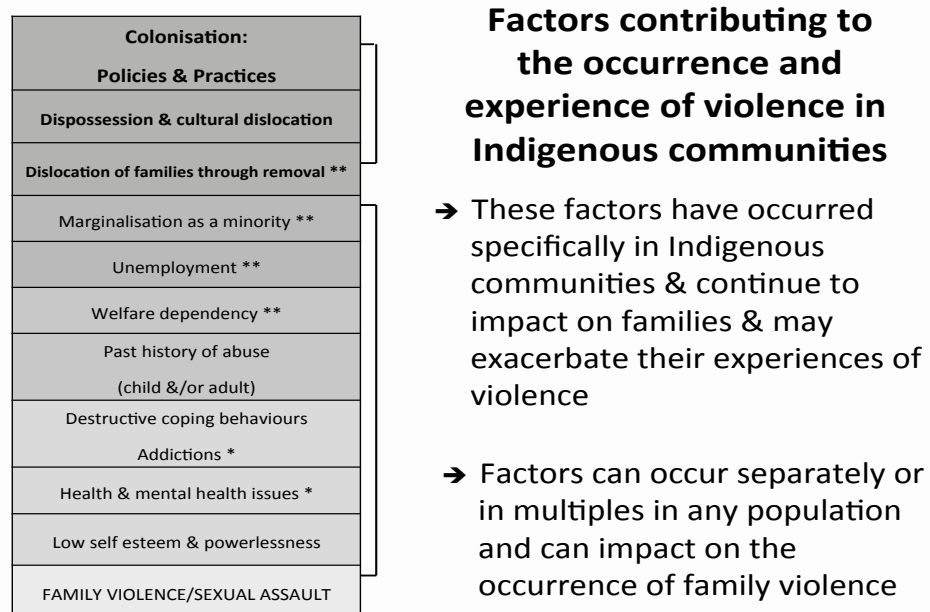 Colonisation:
Policies & Practices
Dispossession & cultural dislocation
Dislocation of families through removal **
Marginalisation as a minority **
Unemployment **
Welfare dependency **
Past history of abuse
(child &/or adult)
Destructive coping behaviours
Addictions *
Health & mental health issues *
Low self esteem & powerlessness
FAMILY VIOLENCE/SEXUAL ASSAULT
Factors contributing to
the occurrence and
experience of violence in
Indigenous communities
➔ These factors have occurred
specifically in Indigenous
communities & continue to
impact on families & may
exacerbate their experiences of
violence
➔ Factors can occur separately or
in multiples in any population
and can impact on the
occurrence of family violence